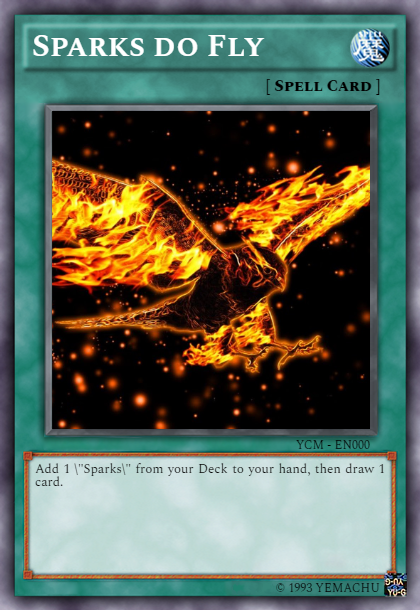 Sparks do Fly
[ Spell Card ]
YCM - EN000
Add 1 \"Sparks\" from your Deck to your hand, then draw 1
card.
© 1993 YEMACHU